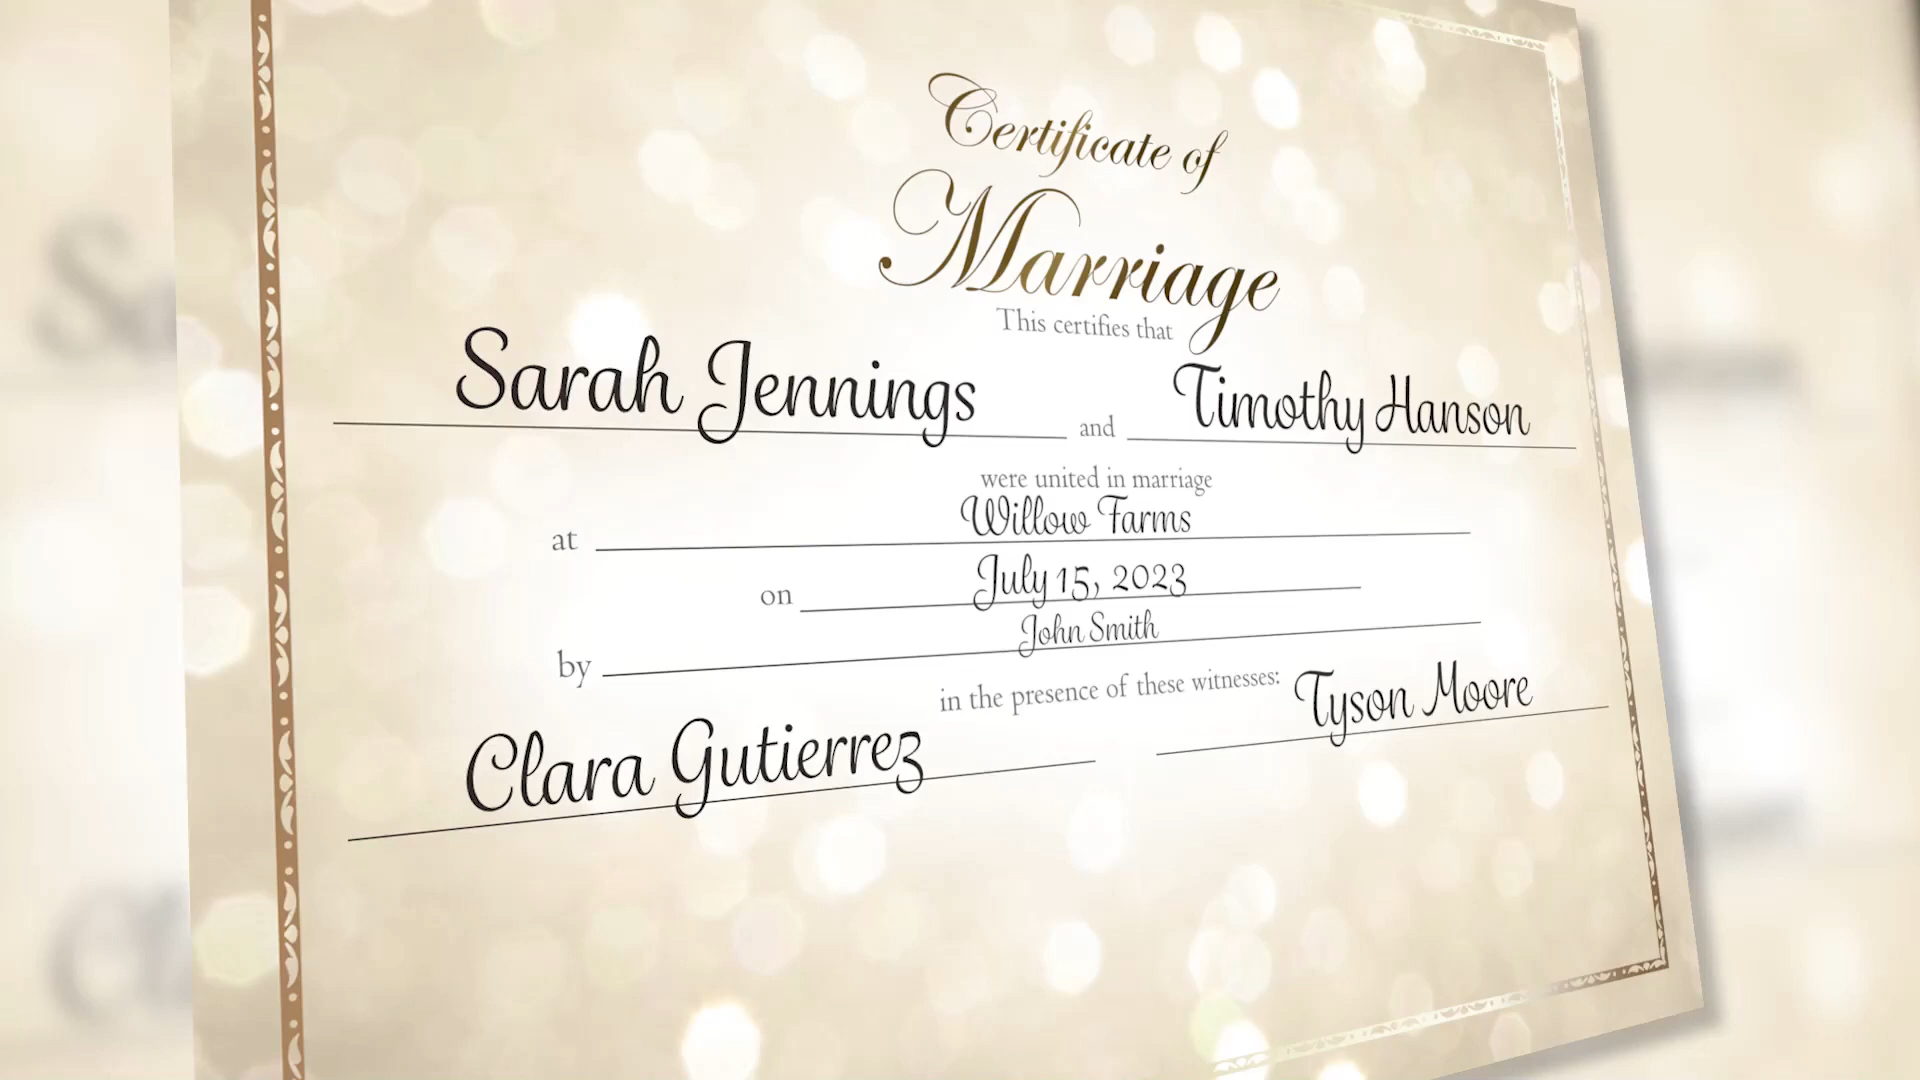 Certificate of
Marriage
This certifies that
Sarah Jennings and Timothy Hanson
were united in marriage
at Willow Farms
on July 15, 2023
by John Smith
in the presence of these witnesses:
Clara Gutierrez Tyson Moore